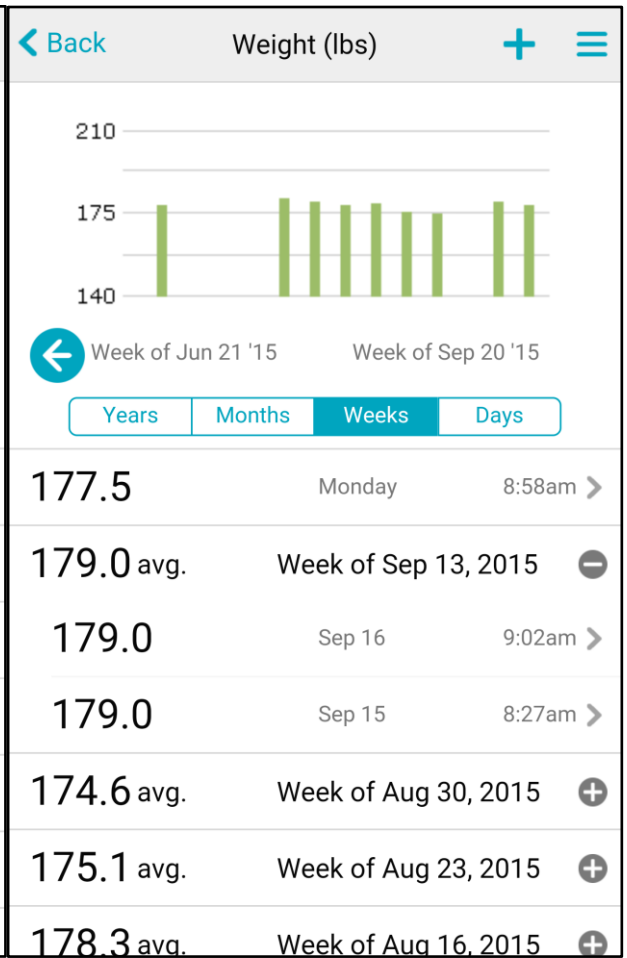 Back Weight (lbs)
210
175
140
Week of Jun 21 '15 Week of Sep 20 '15
Years Months Weeks Days
177.5 Monday 8:58am
179.0 avg. Week of Sep 13, 2015
179.0 Sep 16 9:02am
179.0 Sep 15 8:27am
174.6 avg. Week of Aug 30, 2015
175.1 avg. Week of Aug 23, 2015
178.3 avg. Week of Aug 16, 2015